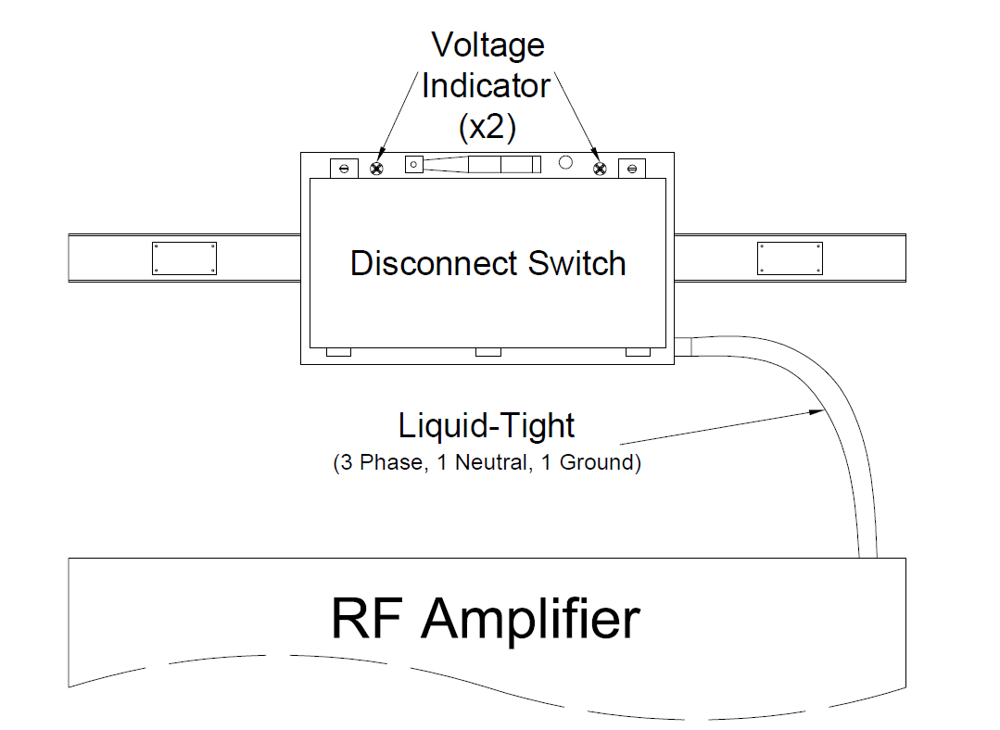 Voltage
Indicator
(x2)
Disconnect Switch
Liquid-Tight
(3 Phase, 1 Neutral, 1 Ground)
RF Amplifier